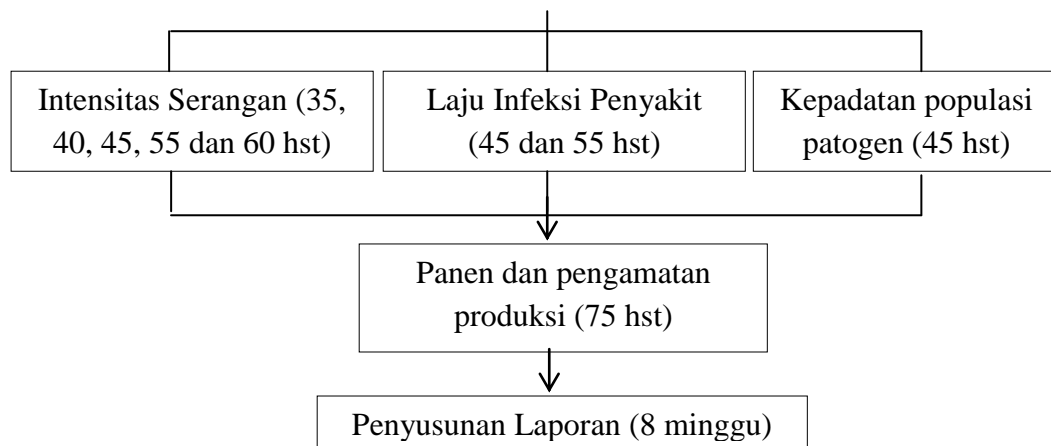 Intensitas Serangan (35,
40, 45, 55 dan 60 hst)
Laju Infeksi Penyakit
(45 dan 55 hst)
Kepadatan populasi
patogen (45 hst)
Panen dan pengamatan
produksi (75 hst)
Penyusunan Laporan (8 minggu)